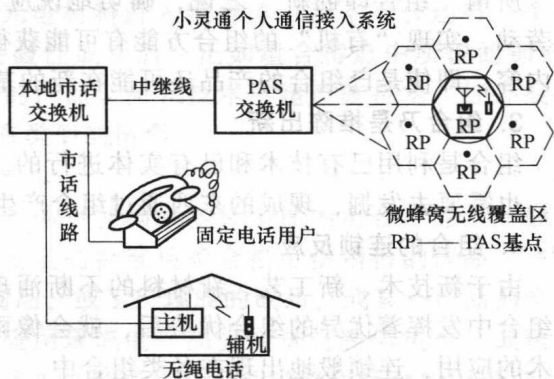 小灵通个人通信接入系统
本地市话
交换机
中继线
PAS
交换机
RP
RP
RP
RP
RP
RP
RP
市话线路
固定电话用户
微蜂窝无线覆盖区
RP——PAS基点
主机
辅机
无绳电话